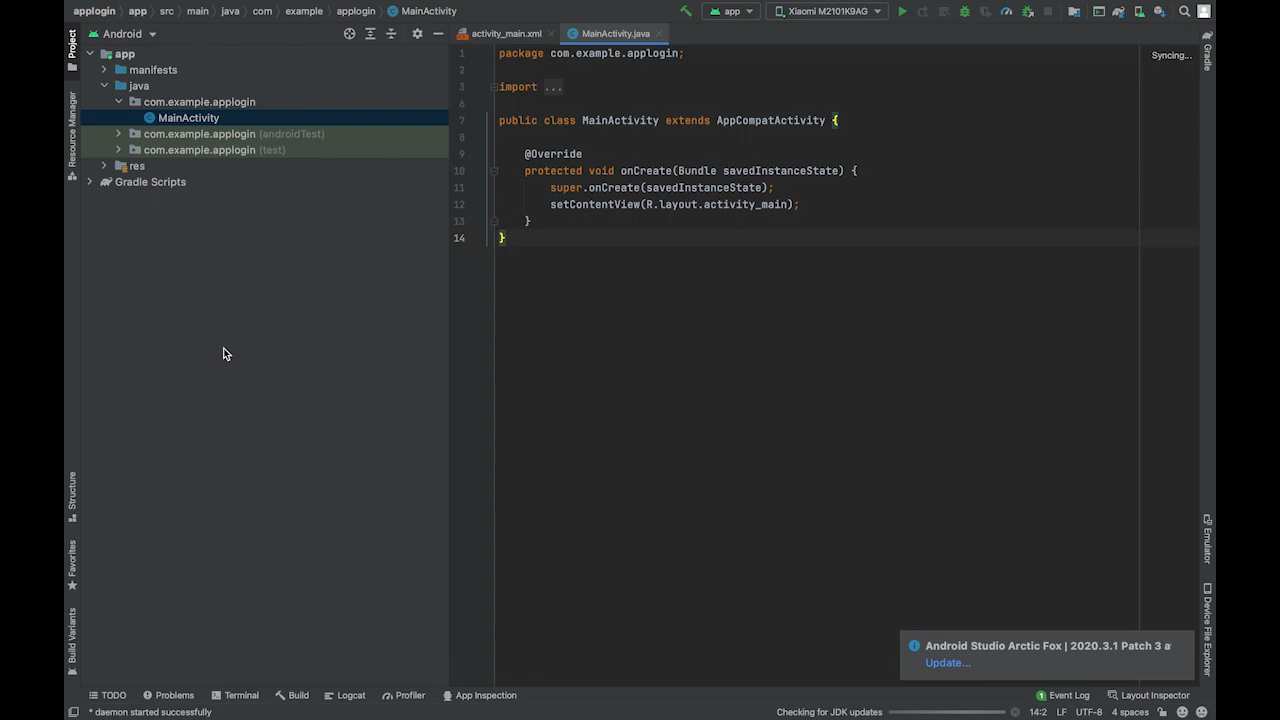 applogin app src main java com example applogin MainActivity
app
Xiaomi M2101K9AG
Project
Resource Manager
Structure
Favorites
Build Variants
Android
app
manifests
java
com.example.applogin
MainActivity
com.example.applogin (androidTest)
com.example.applogin (test)
res
Gradle Scripts
activity_main.xml
MainActivity.java
1 package com.example.applogin;
2
3 import ...
6
7 public class MainActivity extends AppCompatActivity {
8
9 @Override
10 protected void onCreate(Bundle savedInstanceState) {
11 super.onCreate(savedInstanceState);
12 setContentView(R.layout.activity_main);
13 }
14 }
Syncing...
Gradle
Emulator
Device File Explorer
Android Studio Arctic Fox | 2020.3.1 Patch 3 a
Update...
TODO Problems Terminal Build Logcat Profiler App Inspection
1 Event Log Layout Inspector
* daemon started successfully
Checking for JDK updates
14:2 LF UTF-8 4 spaces